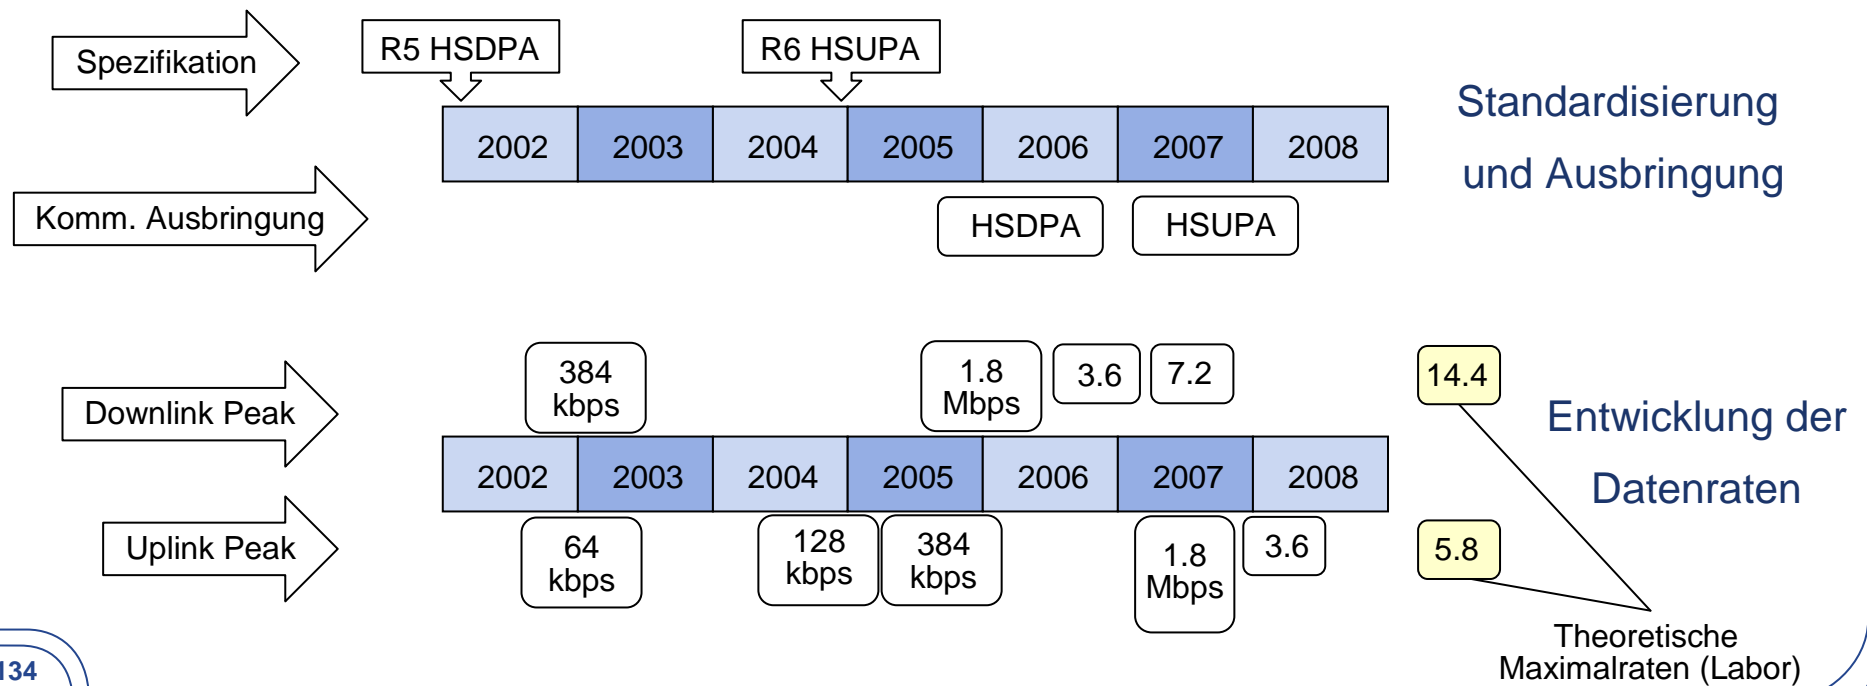 Spezifikation
R5 HSDPA
R6 HSUPA
2002 2003 2004 2005 2006 2007 2008
Standardisierung
und Ausbringung
Komm. Ausbringung
HSDPA
HSUPA
Downlink Peak
384
kbps
1.8
Mbps
3.6
7.2
14.4
2002 2003 2004 2005 2006 2007 2008
Entwicklung der
Datenraten
Uplink Peak
64
kbps
128
kbps
384
kbps
1.8
Mbps
3.6
5.8
Theoretische
Maximalraten (Labor)
134